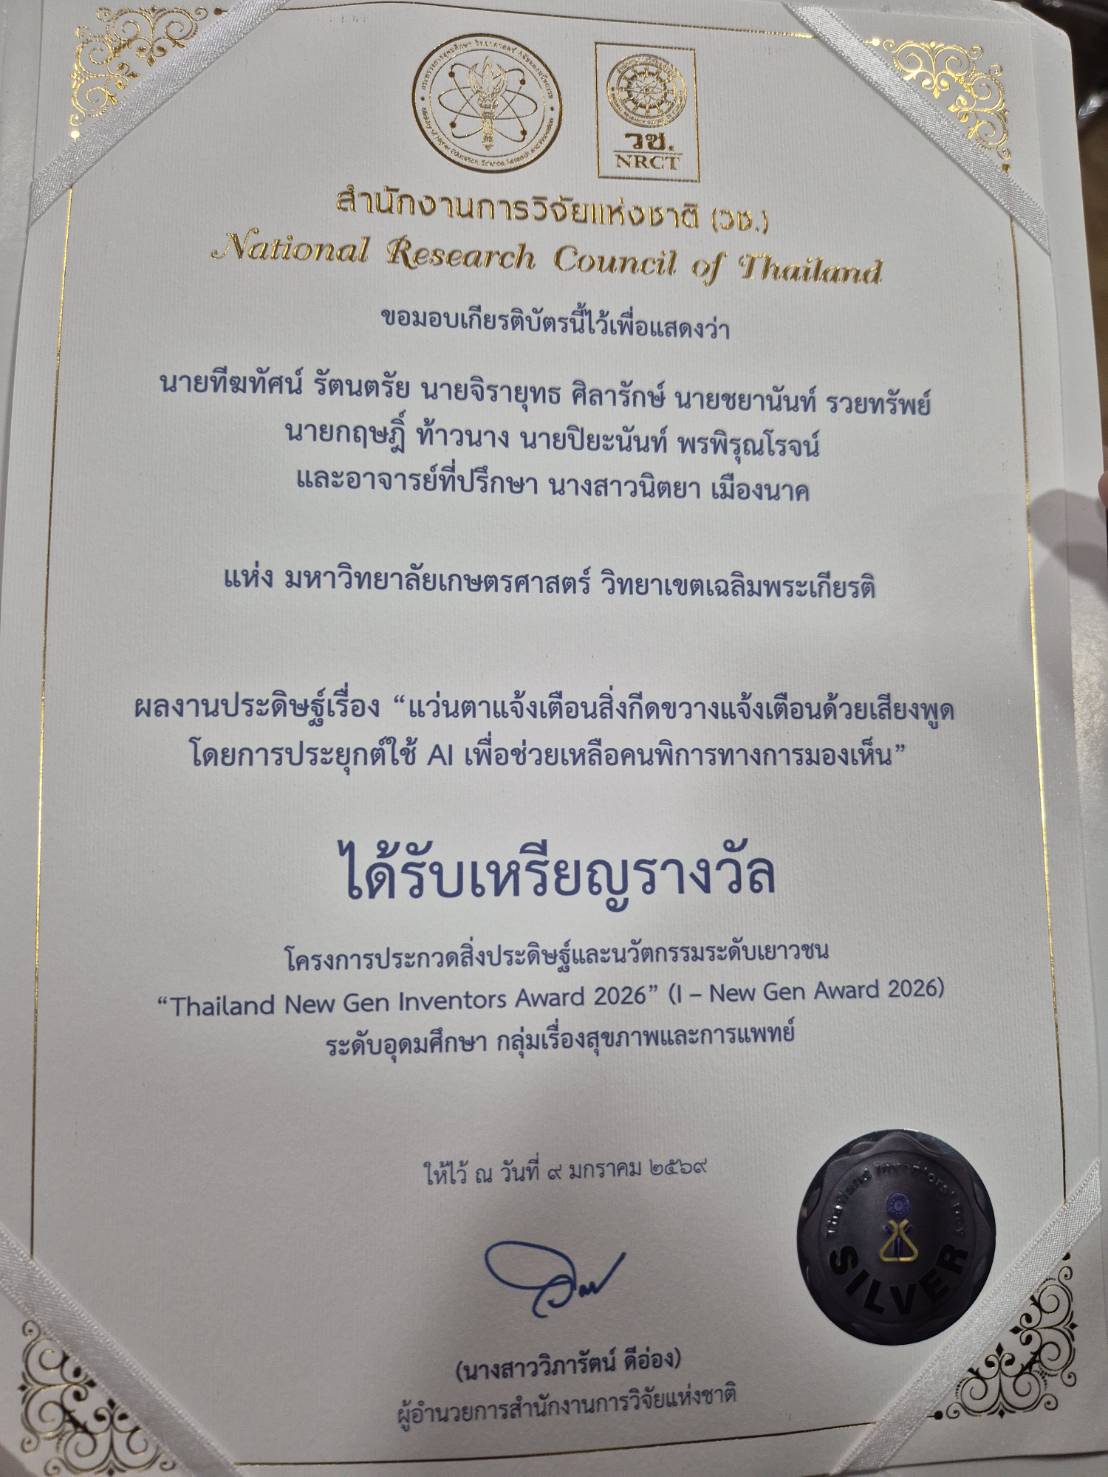 วช.
NRCT
สำนักงานการวิจัยแห่งชาติ (วช.)
National Research Council of Thailand
ขอมอบเกียรติบัตรนี้ไว้เพื่อแสดงว่า
นายทีฆทัศน์ รัตนตรัย นายจิรายุทธ ศิลารักษ์ นายชยานันท์ รวยทรัพย์
นายกฤษฎิ์ ท้าวนาง นายปิยะนันท์ พรพิรุณโรจน์
และอาจารย์ที่ปรึกษา นางสาวนิตยา เมืองนาค
แห่ง มหาวิทยาลัยเกษตรศาสตร์ วิทยาเขตเฉลิมพระเกียรติ
ผลงานประดิษฐ์เรื่อง “แว่นตาแจ้งเตือนสิ่งกีดขวางแจ้งเตือนด้วยเสียงพูด
โดยการประยุกต์ใช้ AI เพื่อช่วยเหลือคนพิการทางการมองเห็น”
ได้รับเหรียญรางวัล
โครงการประกวดสิ่งประดิษฐ์และนวัตกรรมระดับเยาวชน
“Thailand New Gen Inventors Award 2026” (I – New Gen Award 2026)
ระดับอุดมศึกษา กลุ่มเรื่องสุขภาพและการแพทย์
ให้ไว้ ณ วันที่ ๙ มกราคม ๒๕๖๙
SILVER
(นางสาววิภารัตน์ ดีอ่อง)
ผู้อำนวยการสำนักงานการวิจัยแห่งชาติ